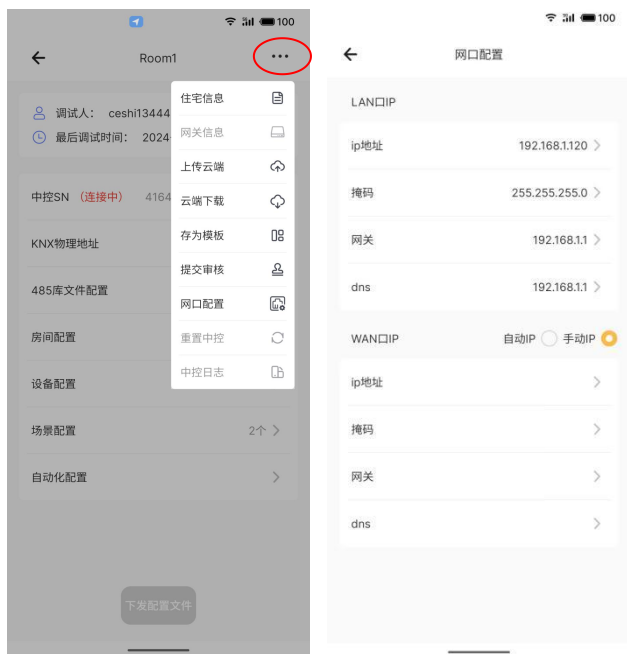 100
Room1
调试人： ceshi13444
最后调试时间： 2024-
中控SN （连接中） 4164
KNX物理地址
485库文件配置
房间配置
设备配置
场景配置 2个
自动化配置
下发配置文件
住宅信息
网关信息
上传云端
云端下载
存为模板
提交审核
网口配置
重置中控
中控日志
100
网口配置
LAN口IP
ip地址 192.168.1.120
掩码 255.255.255.0
网关 192.168.1.1
dns 192.168.1.1
WAN口IP 自动IP 手动IP
ip地址
掩码
网关
dns